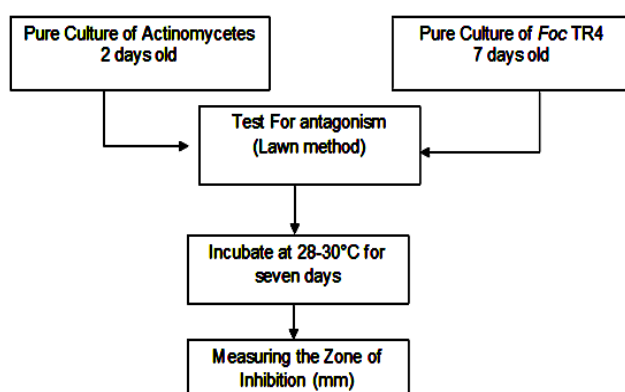 Pure Culture of Actinomycetes
2 days old
Pure Culture of Foc TR4
7 days old
Test For antagonism
(Lawn method)
Incubate at 28-30°C for
seven days
Measuring the Zone of
Inhibition (mm)